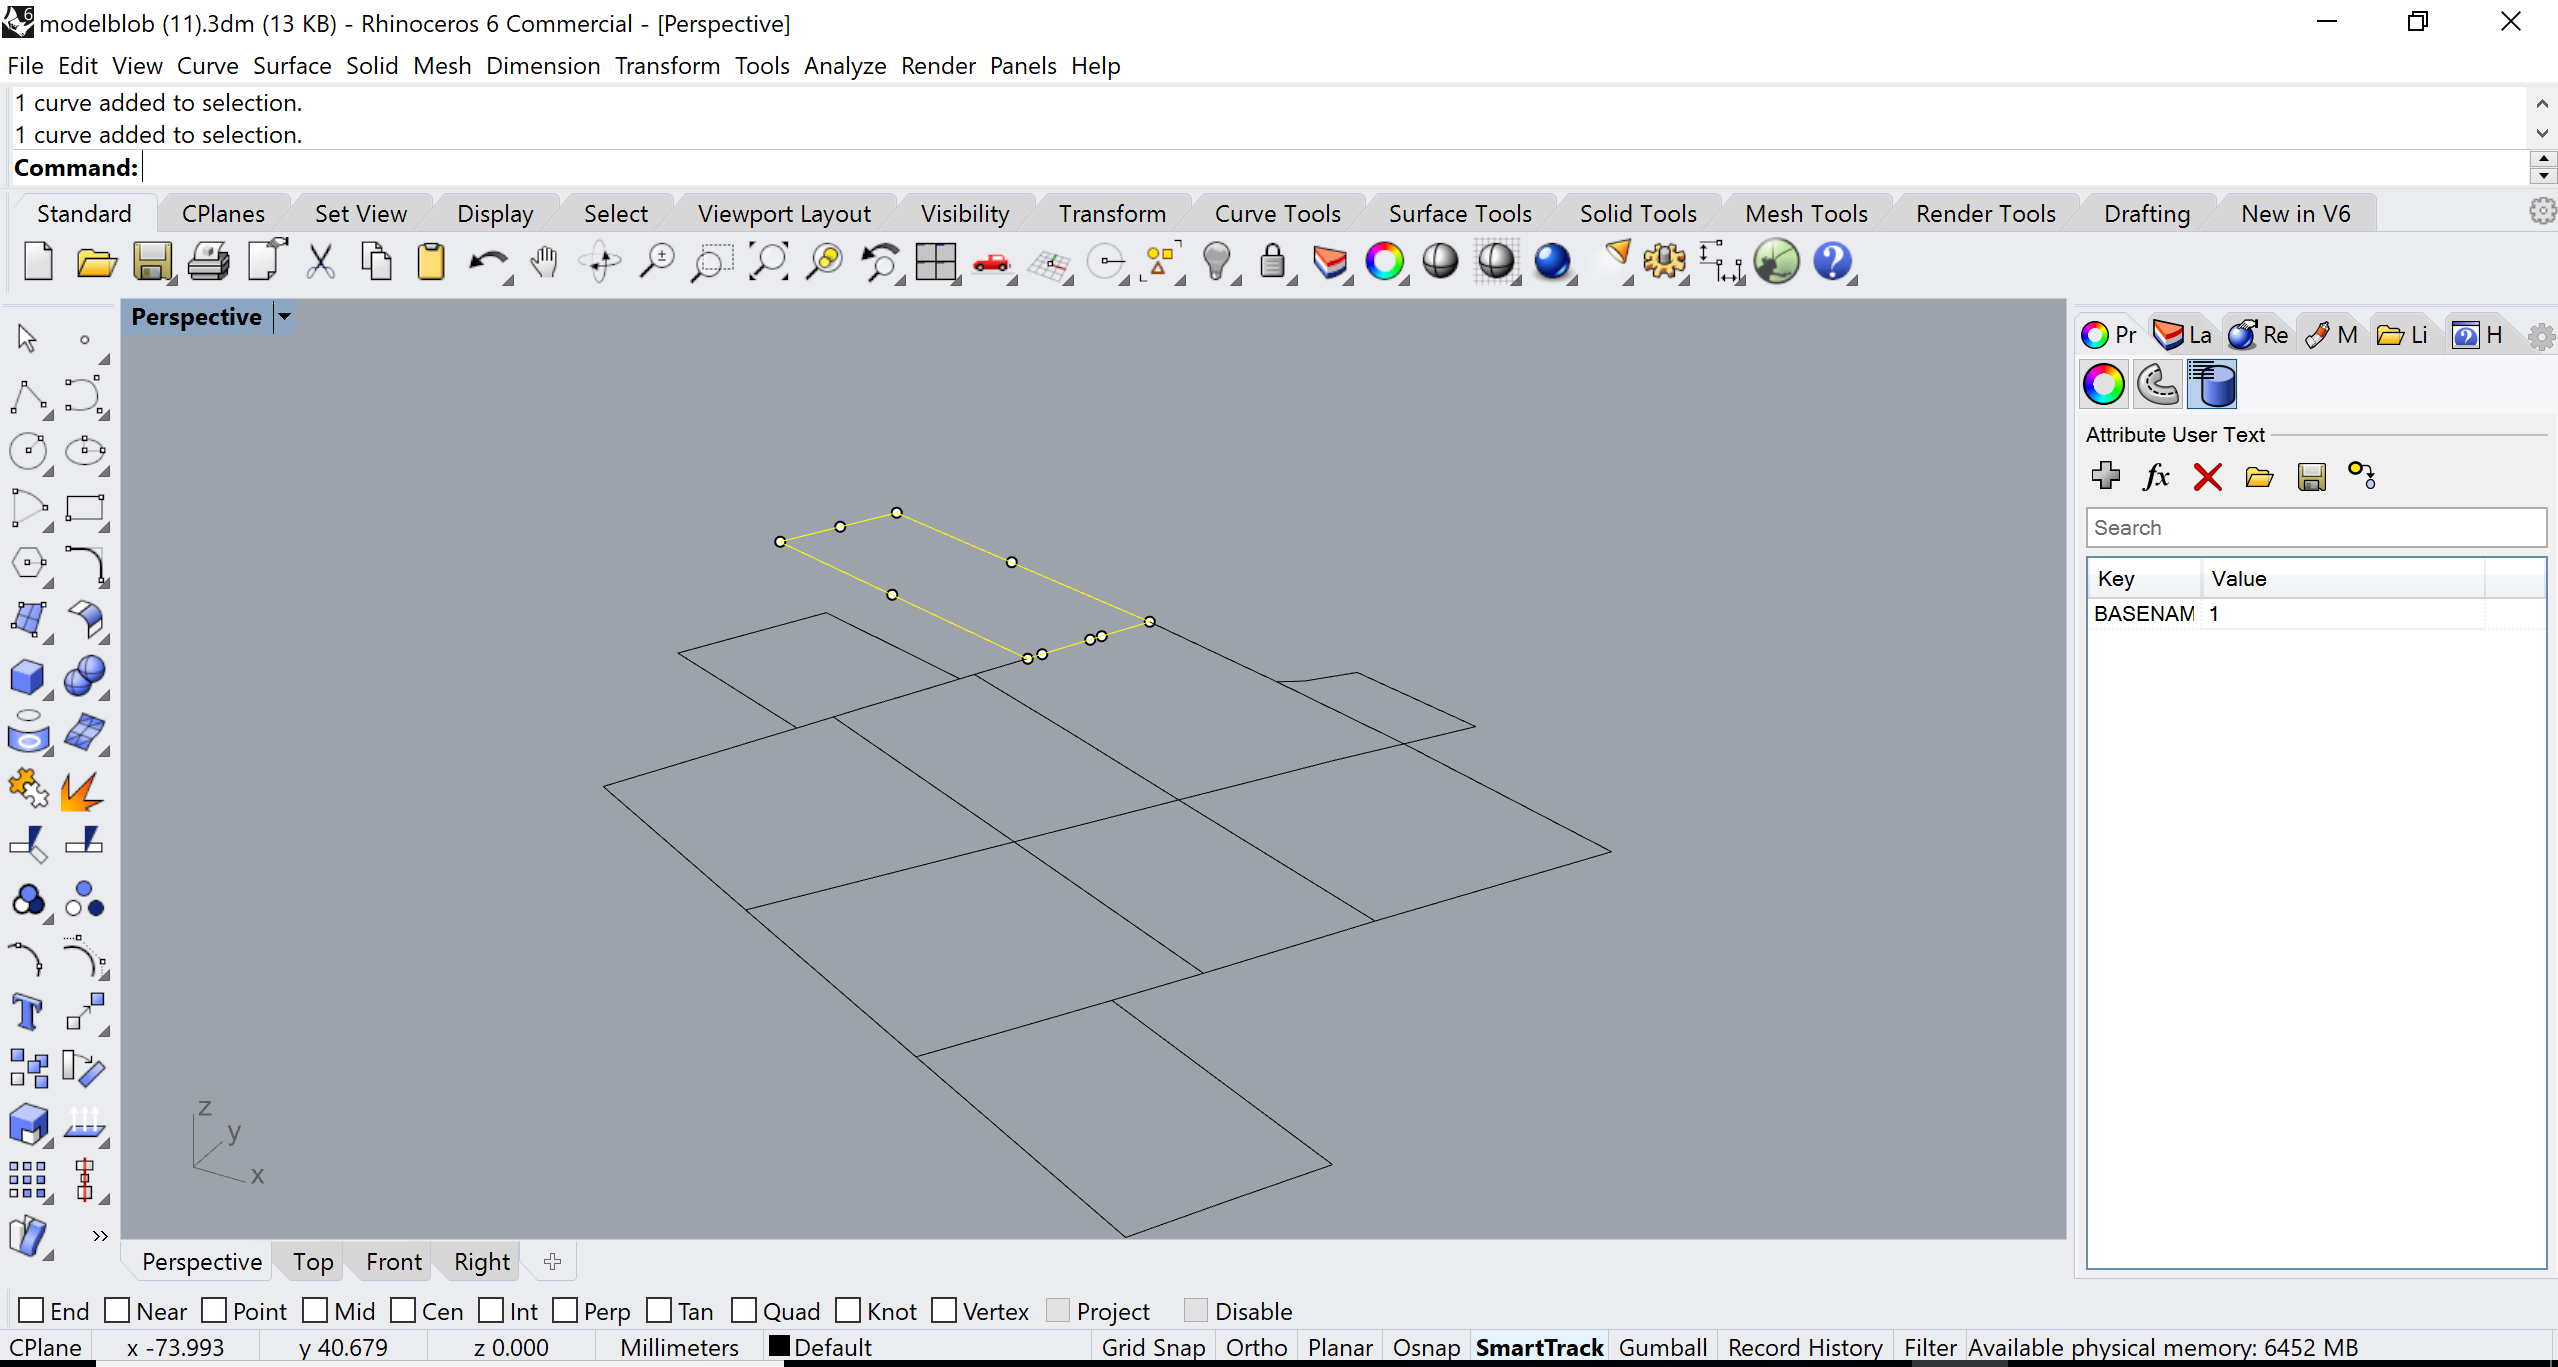 modelblob (11).3dm (13 KB) - Rhinoceros 6 Commercial - [Perspective]
File Edit View Curve Surface Solid Mesh Dimension Transform Tools Analyze Render Panels Help
1 curve added to selection.
1 curve added to selection.
Command:
Standard CPlanes Set View Display Select Viewport Layout Visibility Transform Curve Tools Surface Tools Solid Tools Mesh Tools Render Tools Drafting New in V6
Perspective
Pr La Re M Li H
Attribute User Text
fx
Search
Key Value
BASENAM 1
z
y
x
Perspective Top Front Right
End Near Point Mid Cen Int Perp Tan Quad Knot Vertex Project Disable
CPlane x -73.993 y 40.679 z 0.000 Millimeters Default Grid Snap Ortho Planar Osnap SmartTrack Gumball Record History Filter Available physical memory: 6452 MB